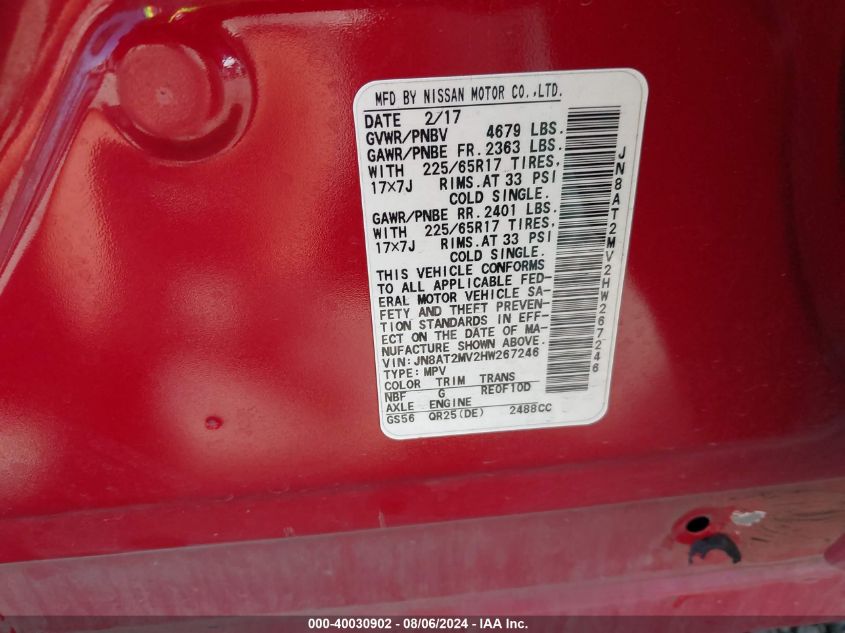 MFD BY NISSAN MOTOR CO.,LTD.
DATE 2/17
GVWR/PNBV 4679 LBS.
GAWR/PNBE FR. 2363 LBS.
WITH 225/65R17 TIRES,
17×7J RIMS.AT 33 PSI
COLD SINGLE.
GAWR/PNBE RR. 2401 LBS.
WITH 225/65R17 TIRES,
17×7J RIMS.AT 33 PSI
COLD SINGLE.
THIS VEHICLE CONFORMS
TO ALL APPLICABLE FED-
ERAL MOTOR VEHICLE SA-
FETY AND THEFT PREVEN-
TION STANDARDS IN EFF-
ECT ON THE DATE OF MA-
NUFACTURE SHOWN ABOVE.
VIN:JN8AT2MV2HW267246
TYPE:MPV
COLOR TRIM TRANS
NBF G RE0F10D
AXLE ENGINE
GS56 QR25(DE) 2488CC
JN8AT2MV2HW267246
000-40030902 - 08/06/2024 - IAA Inc.